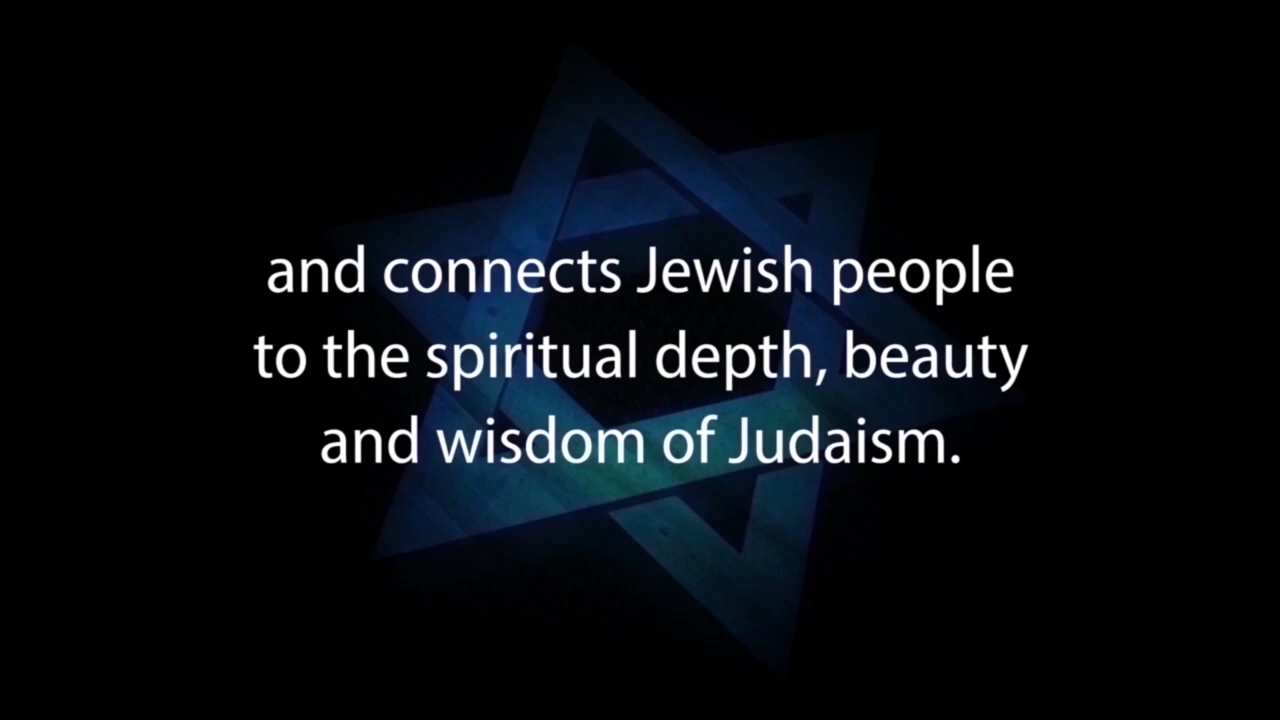 and connects Jewish people
to the spiritual depth, beauty
and wisdom of Judaism.